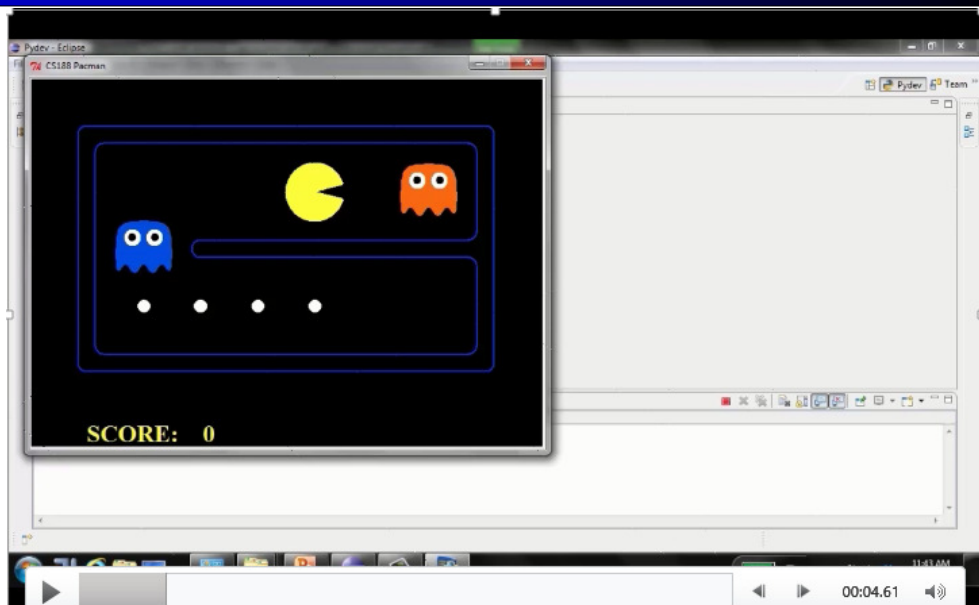 Pydev - Eclipse
CS188 Pacman
Pydev Team
SCORE: 0
11:43 AM
00:04.61